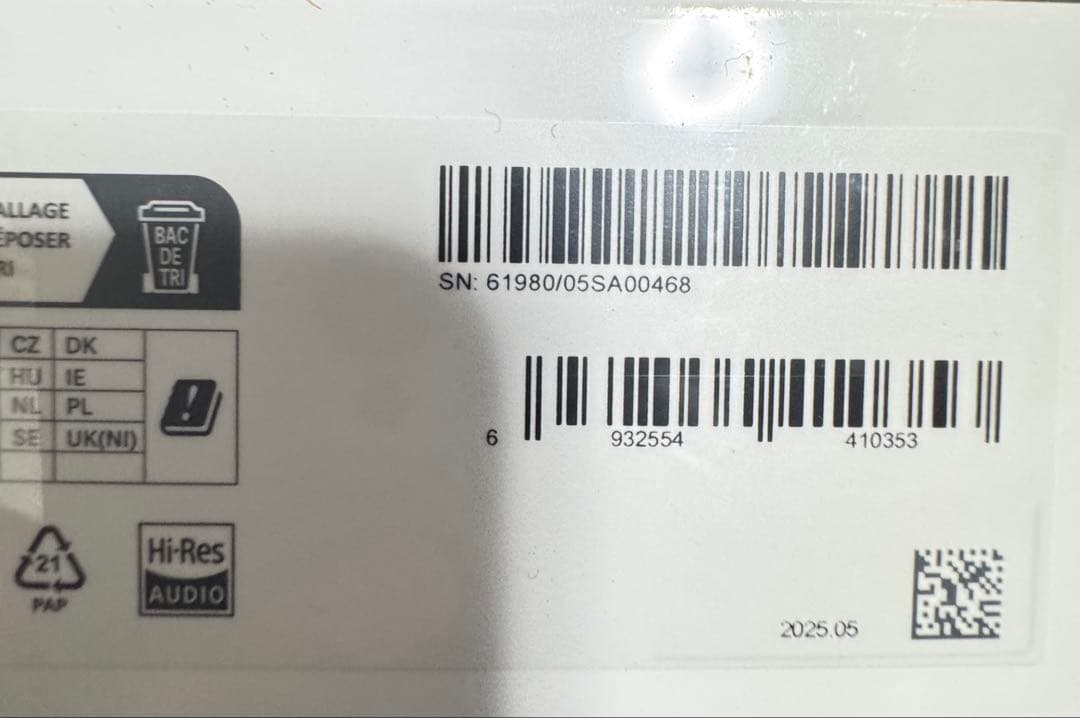 ALLAGE
ÉPOSER
RI
BAC
DE
TRI
SN: 61980/05SA00468
CZ DK
HU IE
NL PL
SE UK(NI)
6 932554 410353
21
PAP
Hi-Res
AUDIO
2025.05